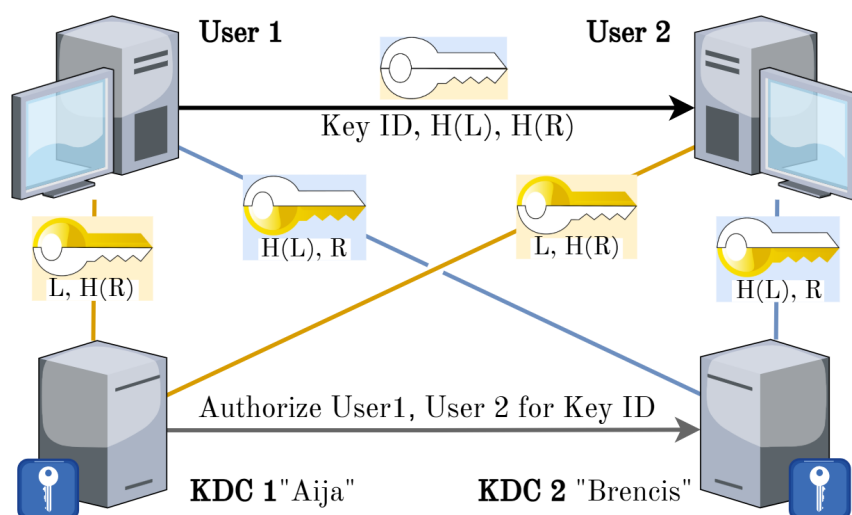 User 1
User 2
Key ID, H(L), H(R)
L, H(R)
H(L), R
L, H(R)
H(L), R
Authorize User1, User 2 for Key ID
KDC 1"Aija"
KDC 2 "Brencis"